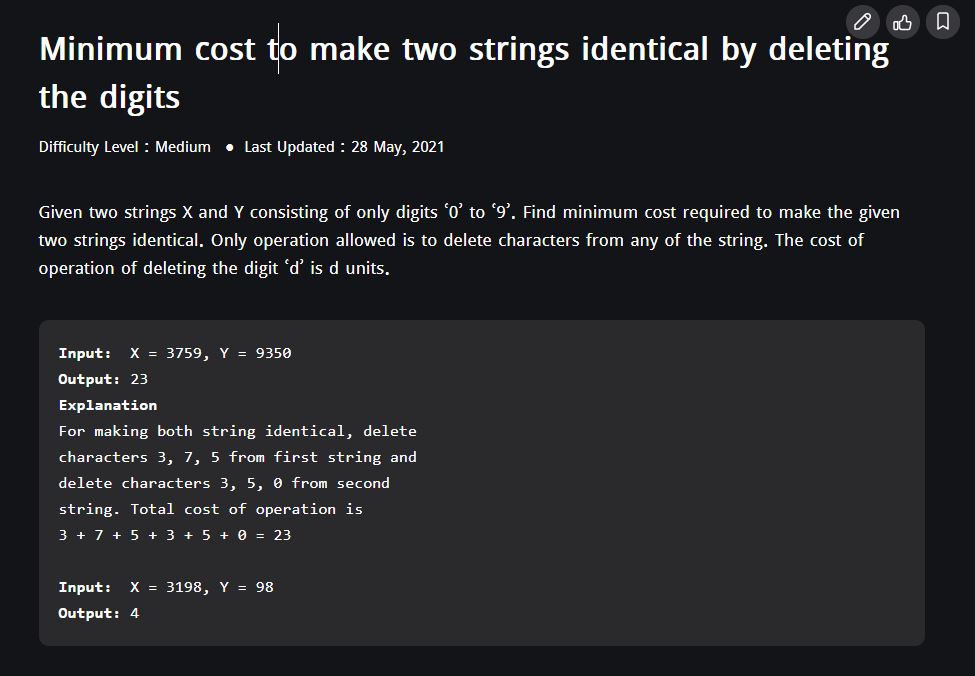 Minimum cost to make two strings identical by deleting
the digits
Difficulty Level : Medium ● Last Updated : 28 May, 2021
Given two strings X and Y consisting of only digits ‘0’ to ‘9’. Find minimum cost required to make the given
two strings identical. Only operation allowed is to delete characters from any of the string. The cost of
operation of deleting the digit ‘d’ is d units.
Input:  X = 3759, Y = 9350
Output: 23
Explanation
For making both string identical, delete
characters 3, 7, 5 from first string and
delete characters 3, 5, 0 from second
string. Total cost of operation is
3 + 7 + 5 + 3 + 5 + 0 = 23
Input:  X = 3198, Y = 98
Output: 4